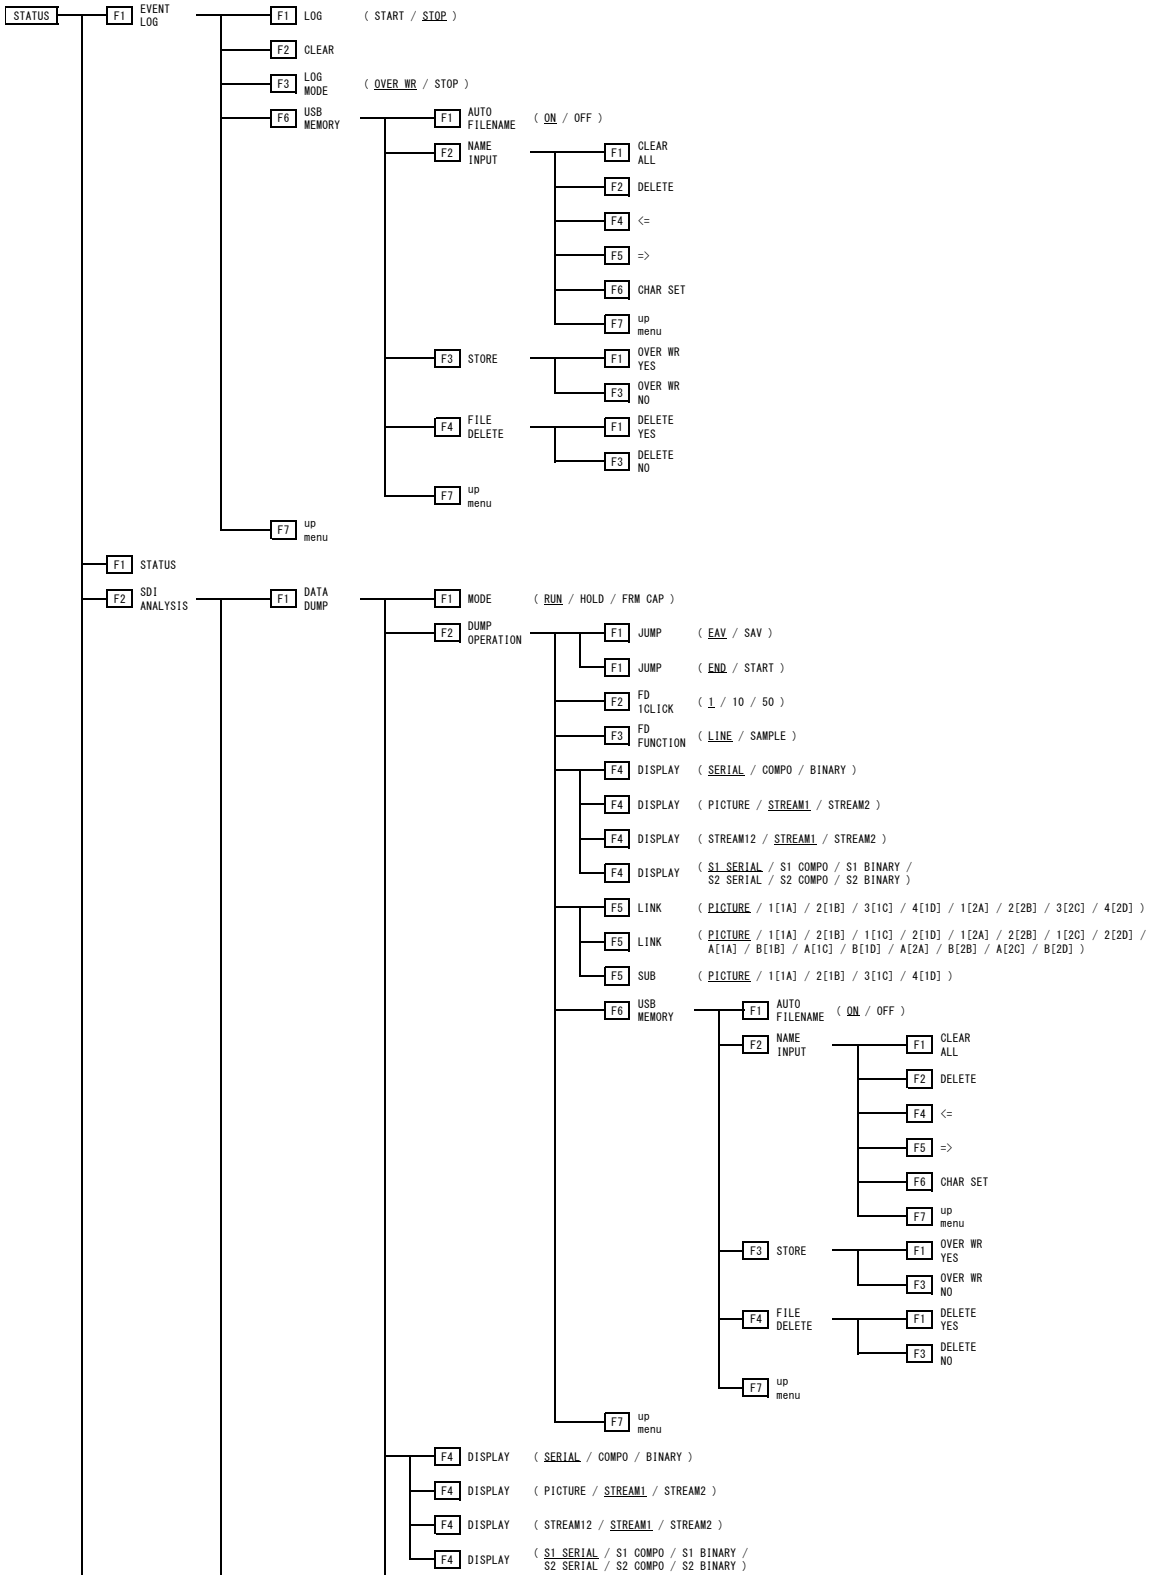 STATUS F1 EVENT LOG F1 LOG ( START / STOP )
F2 CLEAR
F3 LOG MODE ( OVER WR / STOP )
F6 USB MEMORY F1 AUTO FILENAME ( ON / OFF )
F2 NAME INPUT F1 CLEAR ALL
F2 DELETE
F4 <=
F5 =>
F6 CHAR SET
F7 up menu
F3 STORE F1 OVER WR YES
F3 OVER WR NO
F4 FILE DELETE F1 DELETE YES
F3 DELETE NO
F7 up menu
F7 up menu
F1 STATUS
F2 SDI ANALYSIS F1 DATA DUMP F1 MODE ( RUN / HOLD / FRM CAP )
F2 DUMP OPERATION F1 JUMP ( EAV / SAV )
F1 JUMP ( END / START )
F2 FD 1CLICK ( 1 / 10 / 50 )
F3 FD FUNCTION ( LINE / SAMPLE )
F4 DISPLAY ( SERIAL / COMPO / BINARY )
F4 DISPLAY ( PICTURE / STREAM1 / STREAM2 )
F4 DISPLAY ( STREAM12 / STREAM1 / STREAM2 )
F4 DISPLAY ( S1 SERIAL / S1 COMPO / S1 BINARY /
S2 SERIAL / S2 COMPO / S2 BINARY )
F5 LINK ( PICTURE / 1[1A] / 2[1B] / 3[1C] / 4[1D] / 1[2A] / 2[2B] / 3[2C] / 4[2D] )
F5 LINK ( PICTURE / 1[1A] / 2[1B] / 1[1C] / 2[1D] / 1[2A] / 2[2B] / 1[2C] / 2[2D] /
A[1A] / B[1B] / A[1C] / B[1D] / A[2A] / B[2B] / A[2C] / B[2D] )
F5 SUB ( PICTURE / 1[1A] / 2[1B] / 3[1C] / 4[1D] )
F6 USB MEMORY F1 AUTO FILENAME ( ON / OFF )
F2 NAME INPUT F1 CLEAR ALL
F2 DELETE
F4 <=
F5 =>
F6 CHAR SET
F7 up menu
F3 STORE F1 OVER WR YES
F3 OVER WR NO
F4 FILE DELETE F1 DELETE YES
F3 DELETE NO
F7 up menu
F7 up menu
F4 DISPLAY ( SERIAL / COMPO / BINARY )
F4 DISPLAY ( PICTURE / STREAM1 / STREAM2 )
F4 DISPLAY ( STREAM12 / STREAM1 / STREAM2 )
F4 DISPLAY ( S1 SERIAL / S1 COMPO / S1 BINARY /
S2 SERIAL / S2 COMPO / S2 BINARY )